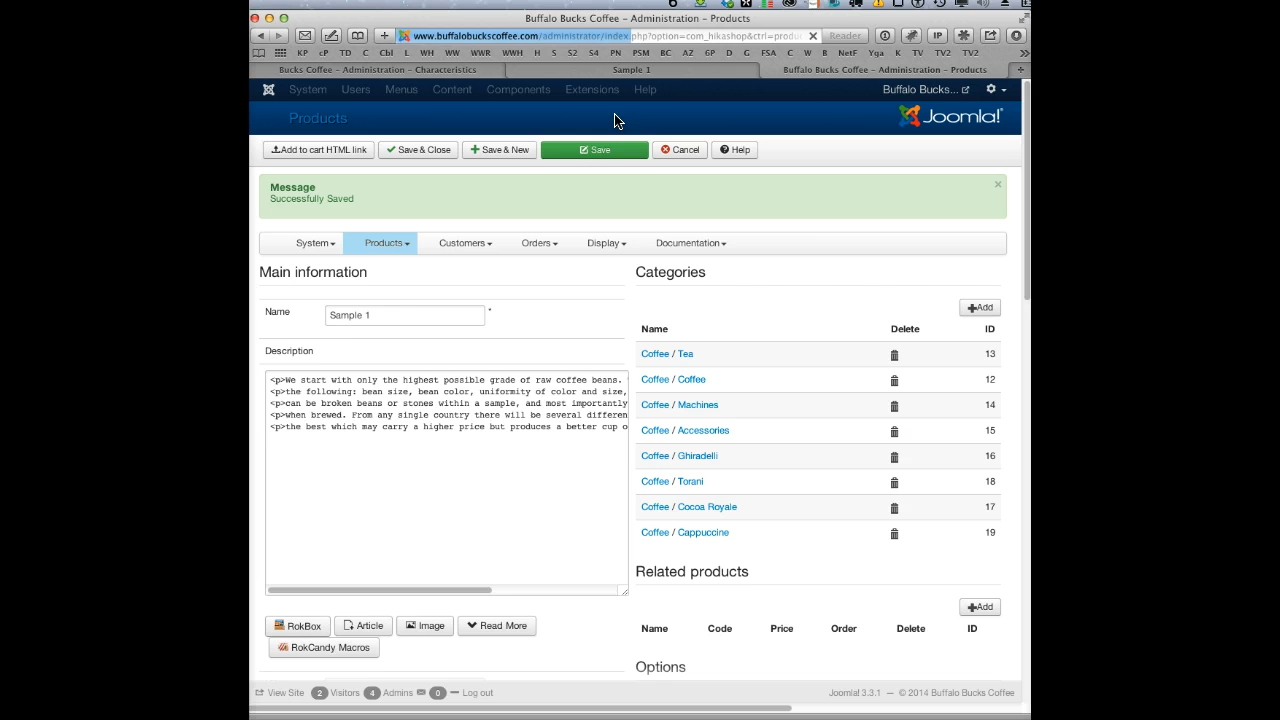 Buffalo Bucks Coffee – Administration – Products
www.buffalobuckscoffee.com/administrator/index.php?option=com_hikashop&ctrl=produ
Reader
KP cP TD C Cbl L WH WW WWR WWH S S2 S4 PN PSM BC AZ 6P D G FSA C W B NetF Yga K TV TV2 TV2
Bucks Coffee – Administration – Characteristics
Sample 1
Buffalo Bucks Coffee – Administration – Products
System Users Menus Content Components Extensions Help
Buffalo Bucks...
Products
Joomla!
Add to cart HTML link
Save & Close
Save & New
Save
Cancel
Help
Message
Successfully Saved
System Products Customers Orders Display Documentation
Main information
Name
Sample 1
*
Description
<p>We start with only the highest possible grade of raw coffee beans.
<p>the following: bean size, bean color, uniformity of color and size,
<p>can be broken beans or stones within a sample, and most importantly
<p>when brewed. From any single country there will be several differen
<p>the best which may carry a higher price but produces a better cup o
RokBox
Article
Image
Read More
RokCandy Macros
Categories
Add
Name Delete ID
Coffee / Tea 13
Coffee / Coffee 12
Coffee / Machines 14
Coffee / Accessories 15
Coffee / Ghiradelli 16
Coffee / Torani 18
Coffee / Cocoa Royale 17
Coffee / Cappuccine 19
Related products
Add
Name Code Price Order Delete ID
Options
View Site 2 Visitors 4 Admins 0 Log out
Joomla! 3.3.1 — © 2014 Buffalo Bucks Coffee